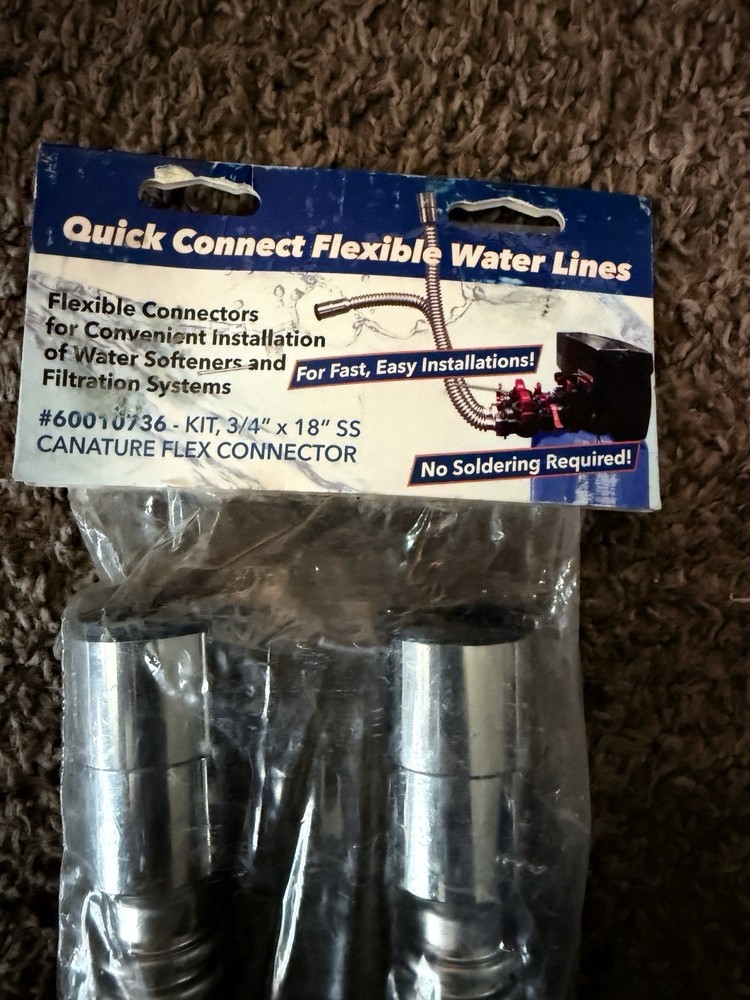 Quick Connect Flexible Water Lines
Flexible Connectors
for Convenient Installation
of Water Softeners and
Filtration Systems
For Fast, Easy Installations!
#60010736 - KIT, 3/4” x 18” SS
CANATURE FLEX CONNECTOR
No Soldering Required!